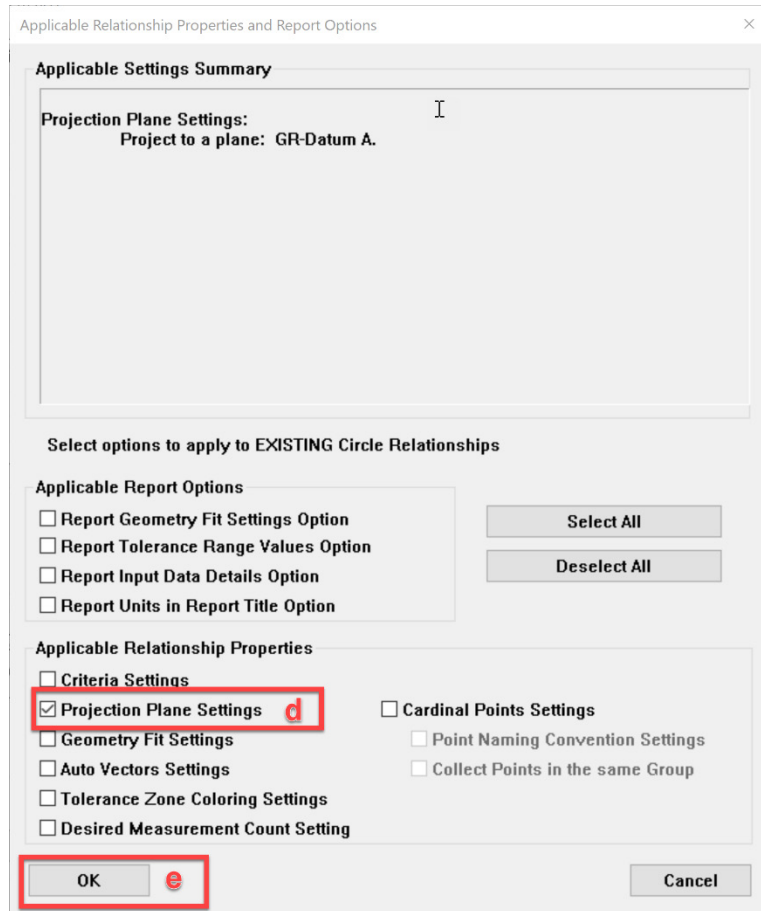 Applicable Relationship Properties and Report Options
Applicable Settings Summary
Projection Plane Settings:
Project to a plane: GR-Datum A.
Select options to apply to EXISTING Circle Relationships
Applicable Report Options
Report Geometry Fit Settings Option
Report Tolerance Range Values Option
Report Input Data Details Option
Report Units in Report Title Option
Select All
Deselect All
Applicable Relationship Properties
Criteria Settings
Projection Plane Settings d
Geometry Fit Settings
Auto Vectors Settings
Tolerance Zone Coloring Settings
Desired Measurement Count Setting
Cardinal Points Settings
Point Naming Convention Settings
Collect Points in the same Group
OK e
Cancel